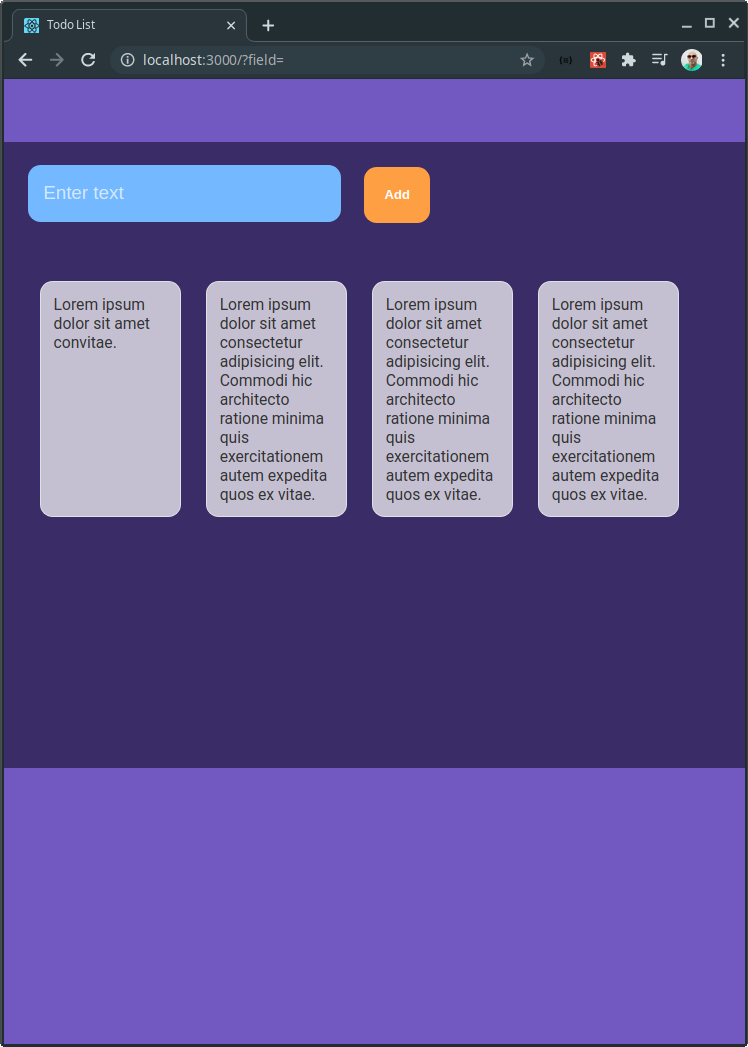 Todo List
localhost:3000/?field=
Enter text
Add
Lorem ipsum
dolor sit amet
convitae.
Lorem ipsum
dolor sit amet
consectetur
adipisicing elit.
Commodi hic
architecto
ratione minima
quis
exercitationem
autem expedita
quos ex vitae.
Lorem ipsum
dolor sit amet
consectetur
adipisicing elit.
Commodi hic
architecto
ratione minima
quis
exercitationem
autem expedita
quos ex vitae.
Lorem ipsum
dolor sit amet
consectetur
adipisicing elit.
Commodi hic
architecto
ratione minima
quis
exercitationem
autem expedita
quos ex vitae.